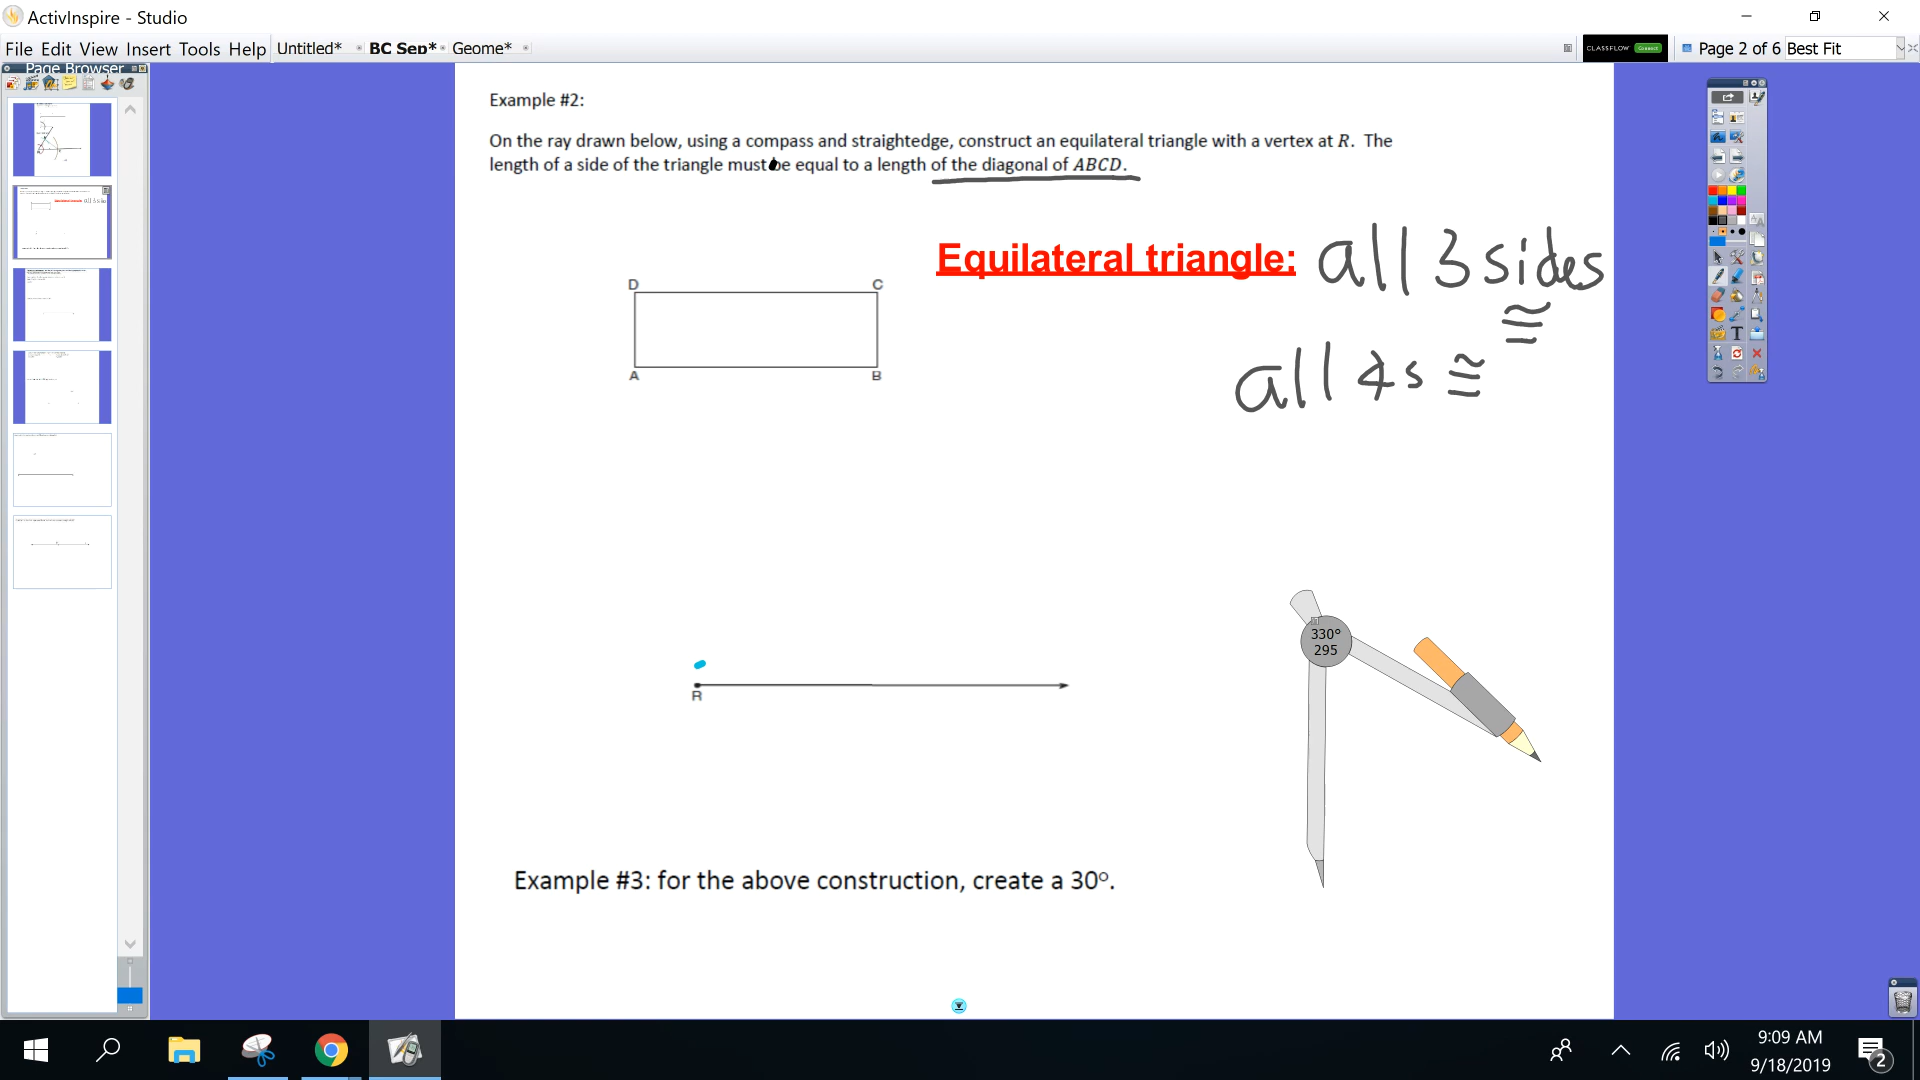 ActivInspire - Studio
File Edit View Insert Tools Help
Untitled* BC Sep* Geome*
CLASSFLOW Connect
Page 2 of 6 Best Fit
Page Browser
Example #2:
On the ray drawn below, using a compass and straightedge, construct an equilateral triangle with a vertex at R. The
length of a side of the triangle must be equal to a length of the diagonal of ABCD.
Equilateral triangle: all 3 sides
≅
all ∡s ≅
D C
A B
330°
295
R
Example #3: for the above construction, create a 30°.
9:09 AM
9/18/2019
2